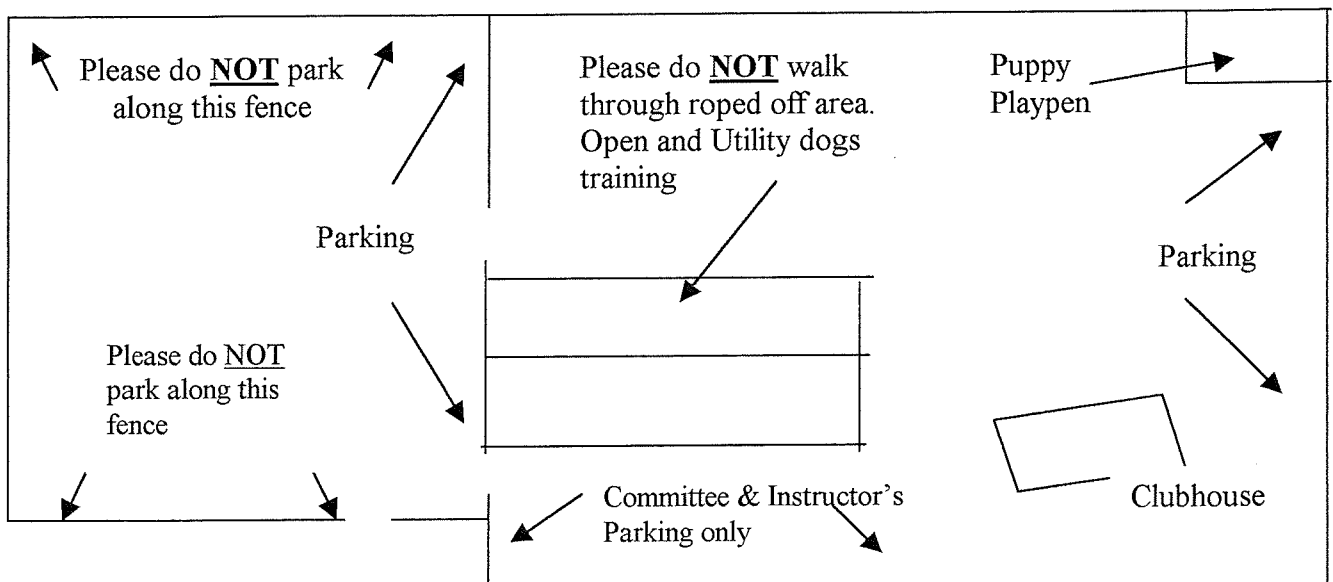 Please do NOT park
along this fence
Please do NOT walk
through roped off area.
Open and Utility dogs
training
Puppy
Playpen
Parking
Parking
Please do NOT
park along this
fence
Committee & Instructor's
Parking only
Clubhouse